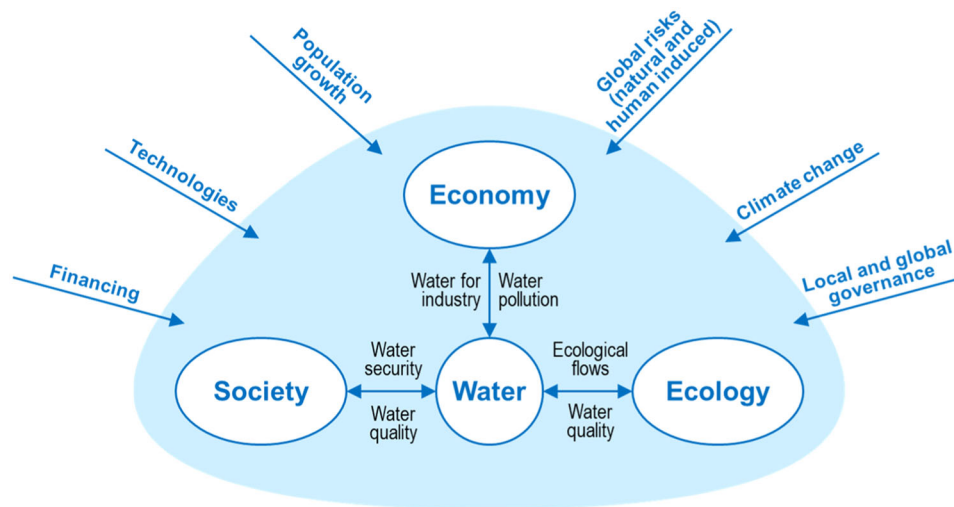 Population
growth
Global risks
(natural and
human induced)
Technologies
Climate change
Financing
Local and global
governance
Economy
Water for
industry
Water
pollution
Society
Water
security
Water
quality
Water
Ecological
flows
Water
quality
Ecology